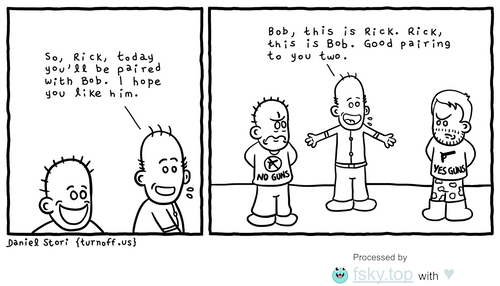 So, Rick, today
you'll be paired
with Bob. I hope
you like him.
Bob, this is Rick. Rick,
this is Bob. Good pairing
to you two.
NO GUNS
YES GUNS
Daniel Stori {turnoff.us}
Processed by
fsky.top with